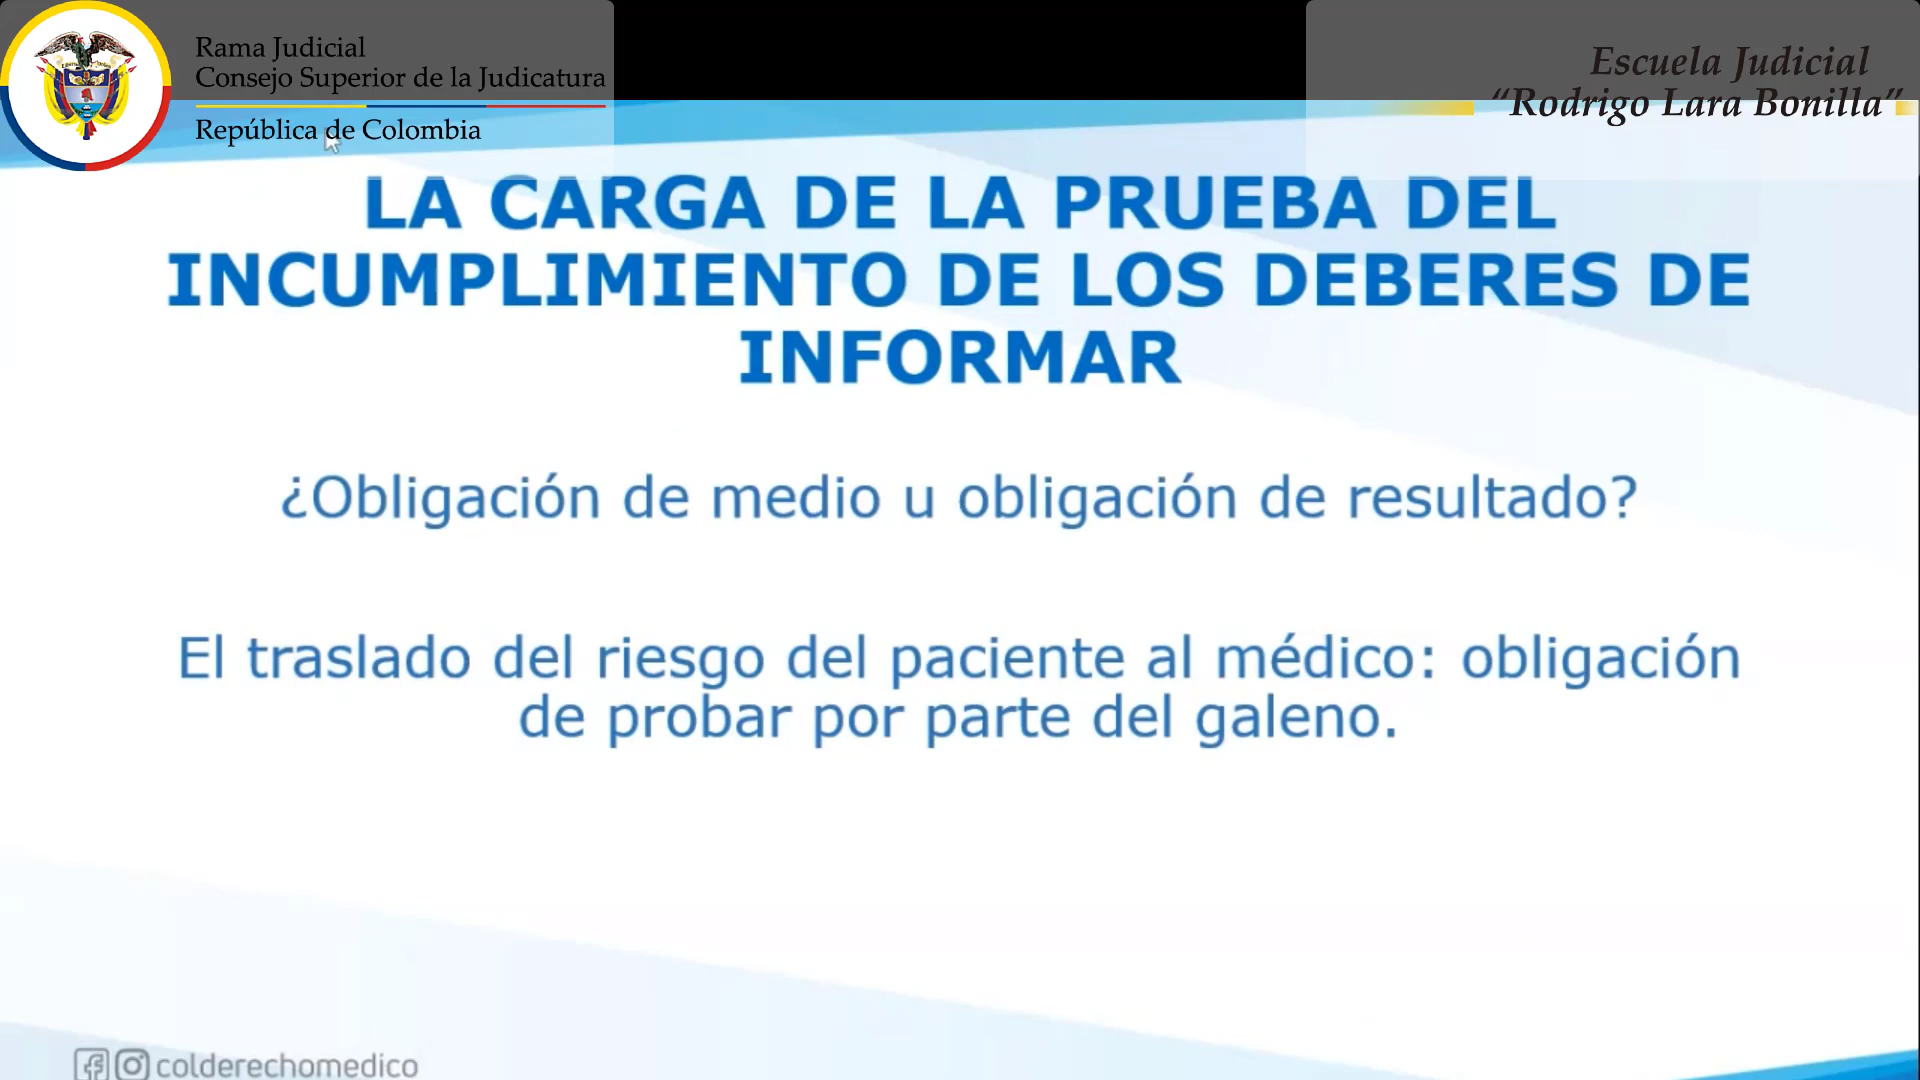 Rama Judicial
Consejo Superior de la Judicatura
República de Colombia
Escuela Judicial
“Rodrigo Lara Bonilla”
LA CARGA DE LA PRUEBA DEL
INCUMPLIMIENTO DE LOS DEBERES DE
INFORMAR
¿Obligación de medio u obligación de resultado?
El traslado del riesgo del paciente al médico: obligación
de probar por parte del galeno.
colderechomedico